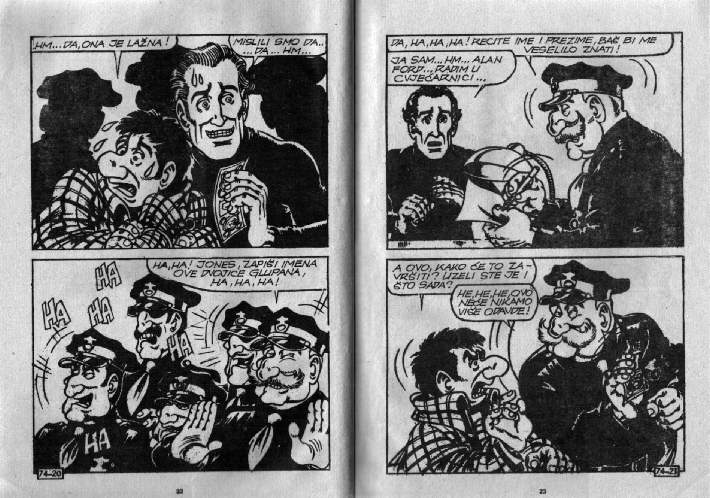 HM...DA, ONA JE LAŽNA!
MISLILI SMO DA..
...DA...HM...
HA
HA
HA
HA
HA
HA, HA! JONES, ZAPIŠI IMENA
OVE DVOJICE GLUPANA,
HA, HA, HA!
74-20
22
DA, HA, HA, HA! RECITE IME I PREZIME, BAŠ BI ME
VESELILO ZNATI!
JA SAM... HM... ALAN
FORD... RADIM U
CVJEĆARNICI...
A OVO, KAKO ĆE TO ZA-
VRŠITI? UZELI STE JE I
ŠTO SADA?
HE, HE, HE, OVO
NEĆE NIKAMO
VIŠE ODAVDE!
74-21
23